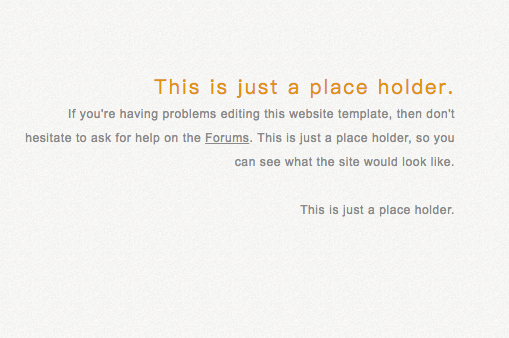 This is just a place holder.
If you're having problems editing this website template, then don't
hesitate to ask for help on the Forums. This is just a place holder, so you
can see what the site would look like.
This is just a place holder.